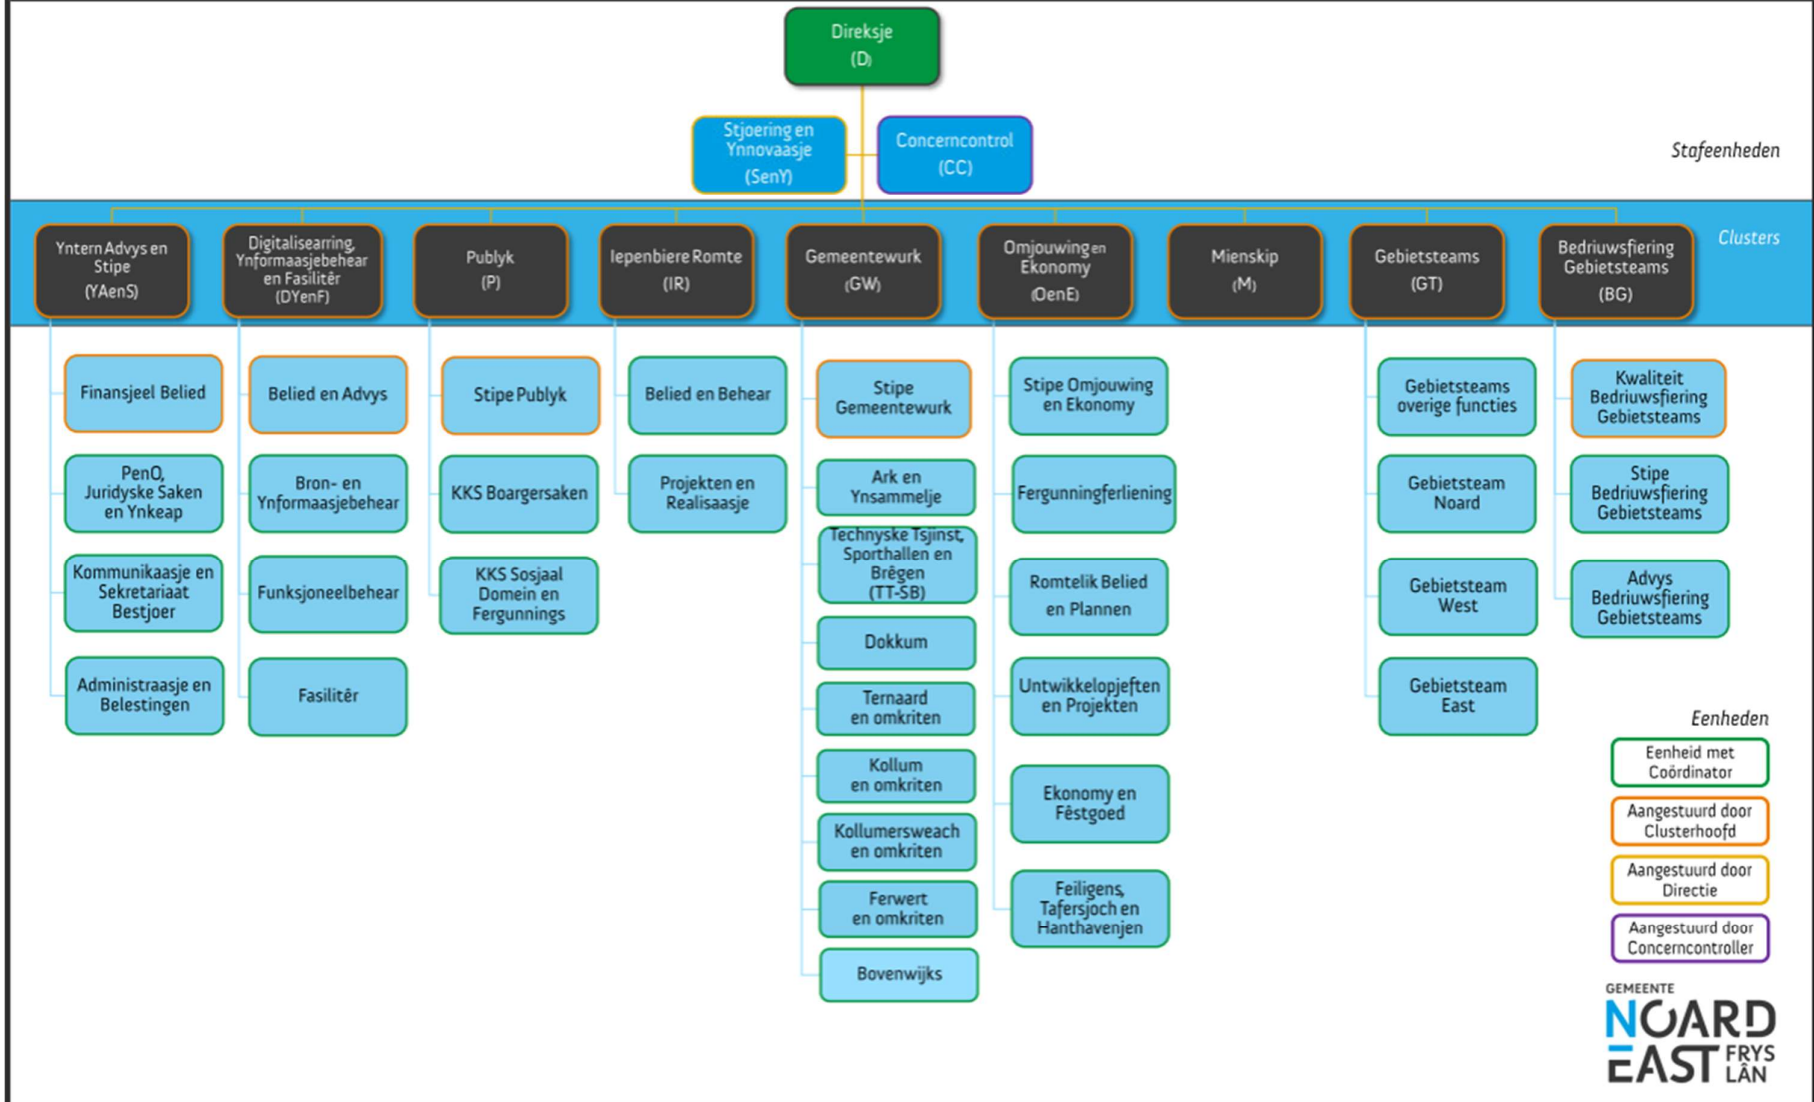 Direksje
(D)
Stjoering en
Ynnovaasje
(SenY)
Concerncontrol
(CC)
Stafeenheden
Clusters
Yntern Advys en
Stipe
(YAenS)
Digitalisearring,
Ynformaasjebehear
en Fasilitêr
(DYenF)
Publyk
(P)
Iepenbiere Romte
(IR)
Gemeentewurk
(GW)
Omjouwing en
Ekonomy
(OenE)
Mienskip
(M)
Gebietsteams
(GT)
Bedriuwsfiering
Gebietsteams
(BG)
Finansjeel Belied
PenO,
Juridyske Saken
en Ynkeap
Kommunikaasje en
Sekretariaat
Bestjoer
Administraasje en
Belestingen
Belied en Advys
Bron- en
Ynformaasjebehear
Funksjoneelbehear
Fasilitêr
Stipe Publyk
KKS Boargersaken
KKS Sosjaal
Domein en
Fergunnings
Belied en Behear
Projekten en
Realisaasje
Stipe
Gemeentewurk
Ark en
Ynsammelje
Technyske Tsjinst,
Sporthallen en
Brêgen
(TT-SB)
Dokkum
Ternaard
en omkriten
Kollum
en omkriten
Kollumersweach
en omkriten
Ferwert
en omkriten
Bovenwijks
Stipe Omjouwing
en Ekonomy
Fergunningferliening
Romtelik Belied
en Plannen
Untwikkelopjeften
en Projekten
Ekonomy en
Fêstgoed
Feiligens,
Tafersjoch en
Hanthavenjen
Gebietsteams
overige functies
Gebietsteam
Noard
Gebietsteam
West
Gebietsteam
East
Kwaliteit
Bedriuwsfiering
Gebietsteams
Stipe
Bedriuwsfiering
Gebietsteams
Advys
Bedriuwsfiering
Gebietsteams
Eenheden
Eenheid met
Coördinator
Aangestuurd door
Clusterhoofd
Aangestuurd door
Directie
Aangestuurd door
Concerncontroller
GEMEENTE
NOARD
EAST FRYS
LÂN